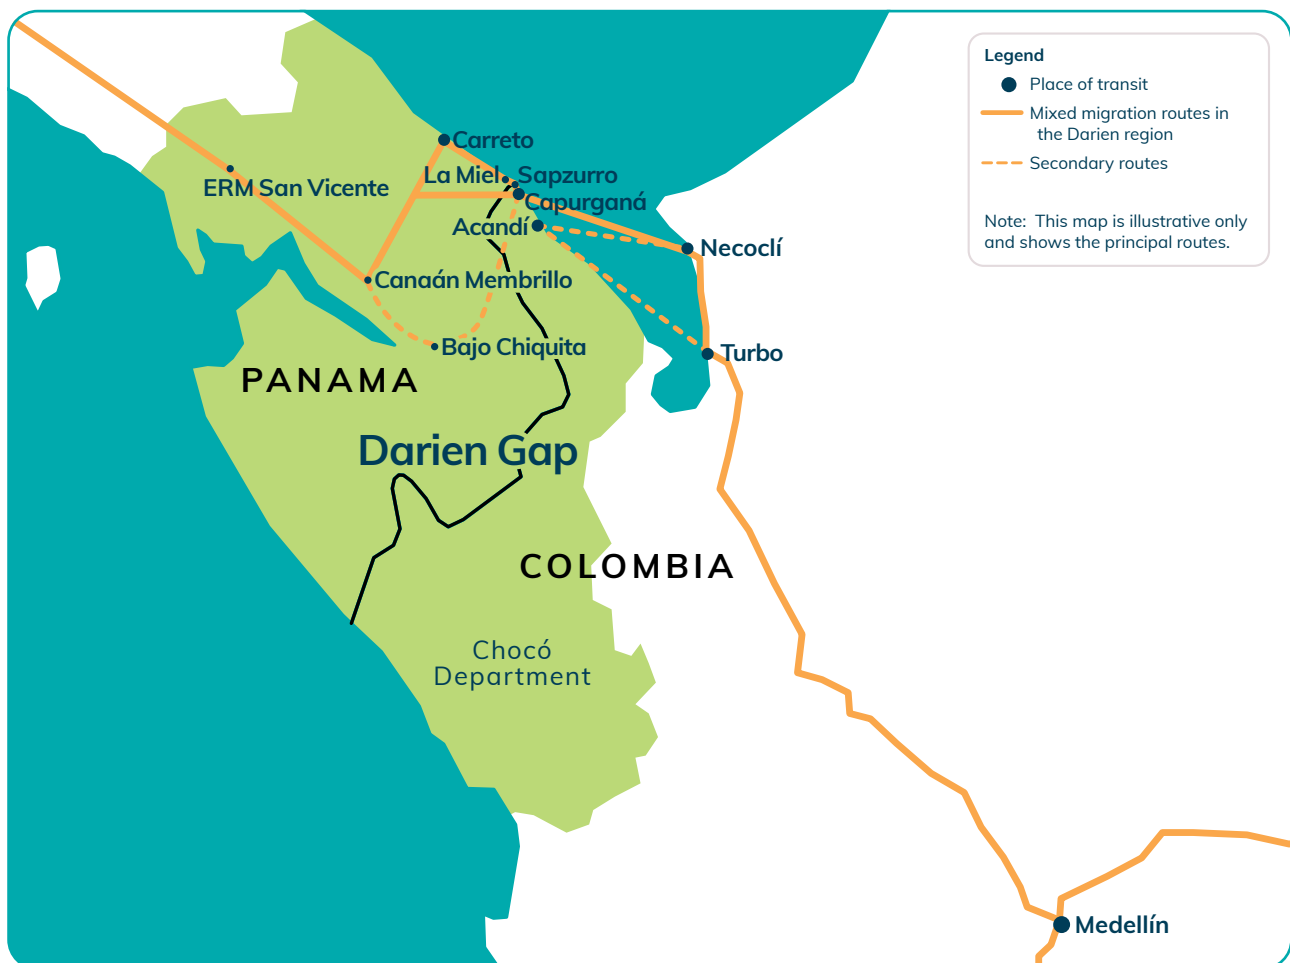 Legend
Place of transit
Mixed migration routes in
the Darien region
Secondary routes
Note: This map is illustrative only
and shows the principal routes.
Carreto
La Miel
Sapzurro
ERM San Vicente
Capurganá
Acandí
Necoclí
Canaán Membrillo
Bajo Chiquita
Turbo
PANAMA
Darien Gap
COLOMBIA
Chocó
Department
Medellín